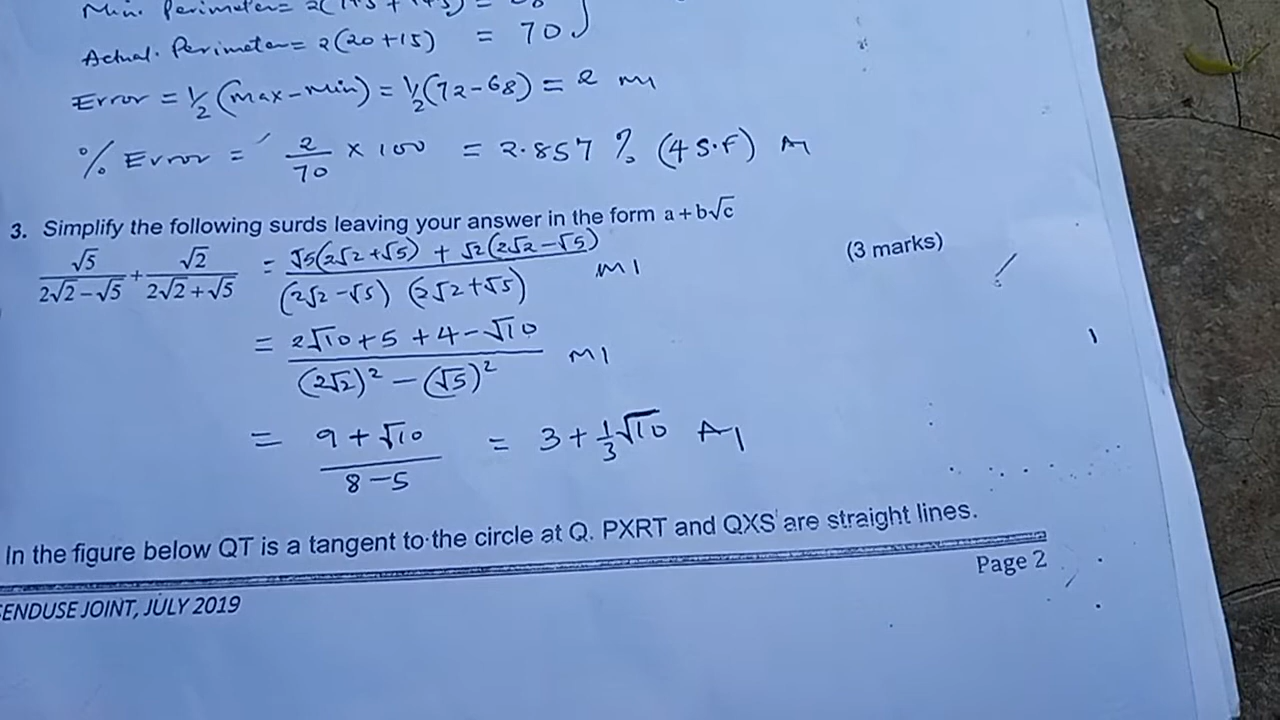 Min. Perimeter =
Actual. Perimeter = 2(20+15) = 70
Error = ½(Max-Min) = ½(72-68) = 2 M1
% Error = 2/70 × 100 = 2.857 % (4 S.F) A1
3. Simplify the following surds leaving your answer in the form a+b√c
(3 marks)
√5/(2√2-√5) + √2/(2√2+√5) = (√5(2√2+√5) + √2(2√2-√5))/((2√2-√5) (2√2+√5)) M1
= (2√10+5+4-√10)/((2√2)² - (√5)²) M1
= (9+√10)/(8-5) = 3+⅓√10 A1
In the figure below QT is a tangent to the circle at Q. PXRT and QXS are straight lines.
Page 2
ENDUSE JOINT, JULY 2019